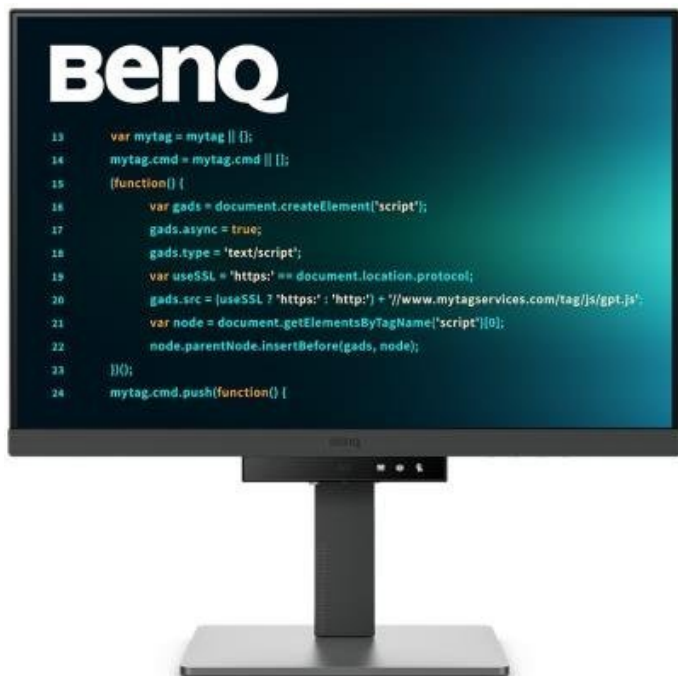 BenQ
13 var mytag = mytag || {};
14 mytag.cmd = mytag.cmd || [];
15 (function() {
16 var gads = document.createElement("script");
17 gads.async = true;
18 gads.type = "text/script";
19 var useSSL = "https:" == document.location.protocol;
20 gads.src = (useSSL ? "https:" : "http:") + "//www.mytagservices.com/tag/js/gpt.js";
21 var node = document.getElementsByTagName("script")[0];
22 node.parentNode.insertBefore(gads, node);
23 })();
24 mytag.cmd.push(function() {
BenQ